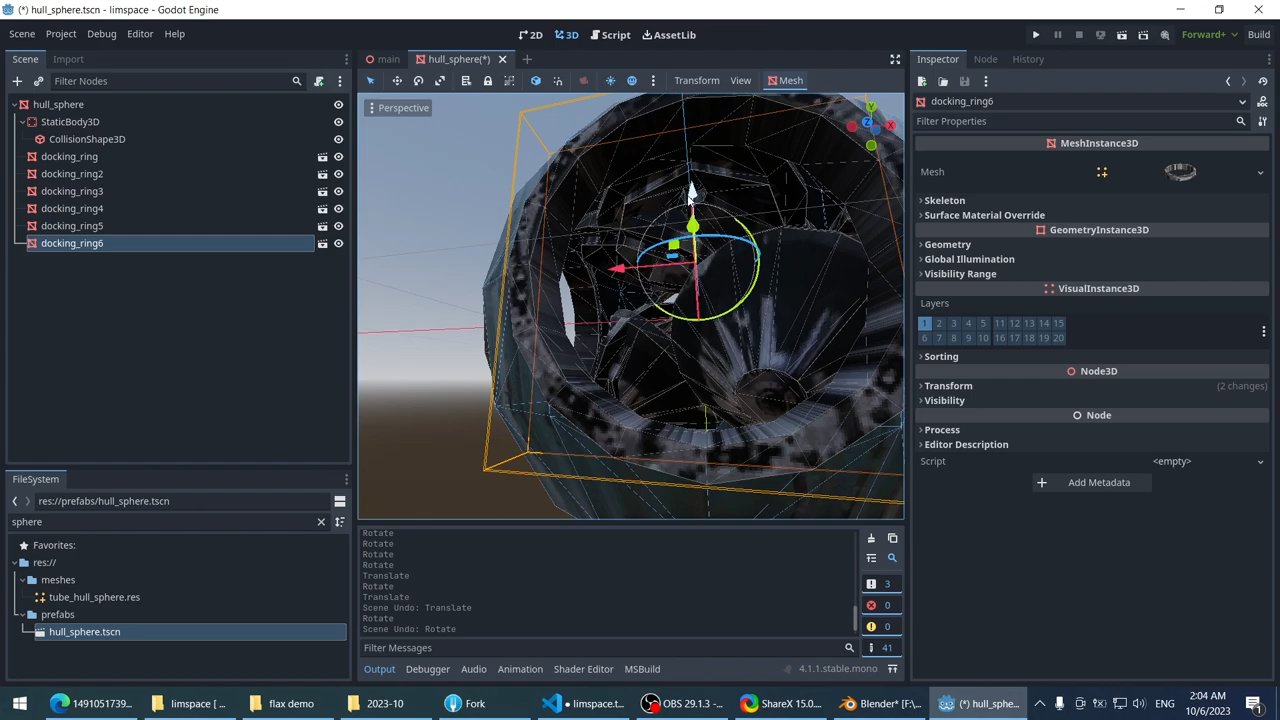 (*) hull_sphere.tscn - limspace - Godot Engine
Scene Project Debug Editor Help
2D 3D Script AssetLib
Forward+ Build
Scene Import
main hull_sphere(*)
Inspector Node History
Filter Nodes
Transform View Mesh
hull_sphere
StaticBody3D
CollisionShape3D
docking_ring
docking_ring2
docking_ring3
docking_ring4
docking_ring5
docking_ring6
Perspective
Y
Z
X
docking_ring6
Filter Properties
MeshInstance3D
Mesh
Skeleton
Surface Material Override
GeometryInstance3D
Geometry
Global Illumination
Visibility Range
VisualInstance3D
Layers
1 2 3 4 5 11 12 13 14 15
6 7 8 9 10 16 17 18 19 20
Sorting
Node3D
Transform (2 changes)
Visibility
Node
Process
Editor Description
Script <empty>
Add Metadata
FileSystem
res://prefabs/hull_sphere.tscn
sphere
Favorites:
res://
meshes
tube_hull_sphere.res
prefabs
hull_sphere.tscn
Rotate
Rotate
Rotate
Rotate
Translate
Rotate
Translate
Scene Undo: Translate
Rotate
Scene Undo: Rotate
3
0
0
41
Filter Messages
Output Debugger Audio Animation Shader Editor MSBuild
4.1.1.stable.mono
1491051739...
limspace [ ...
flax demo
2023-10
Fork
● limspace.t...
OBS 29.1.3 - ...
ShareX 15.0...
Blender* [F:\...
(*) hull_sphe...
2:04 AM
10/6/2023